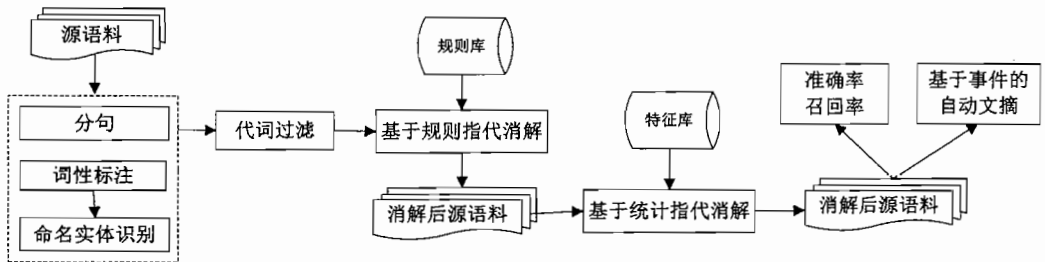 源语料
分句
词性标注
命名实体识别
代词过滤
规则库
基于规则指代消解
消解后源语料
特征库
基于统计指代消解
消解后源语料
准确率
召回率
基于事件的
自动文摘